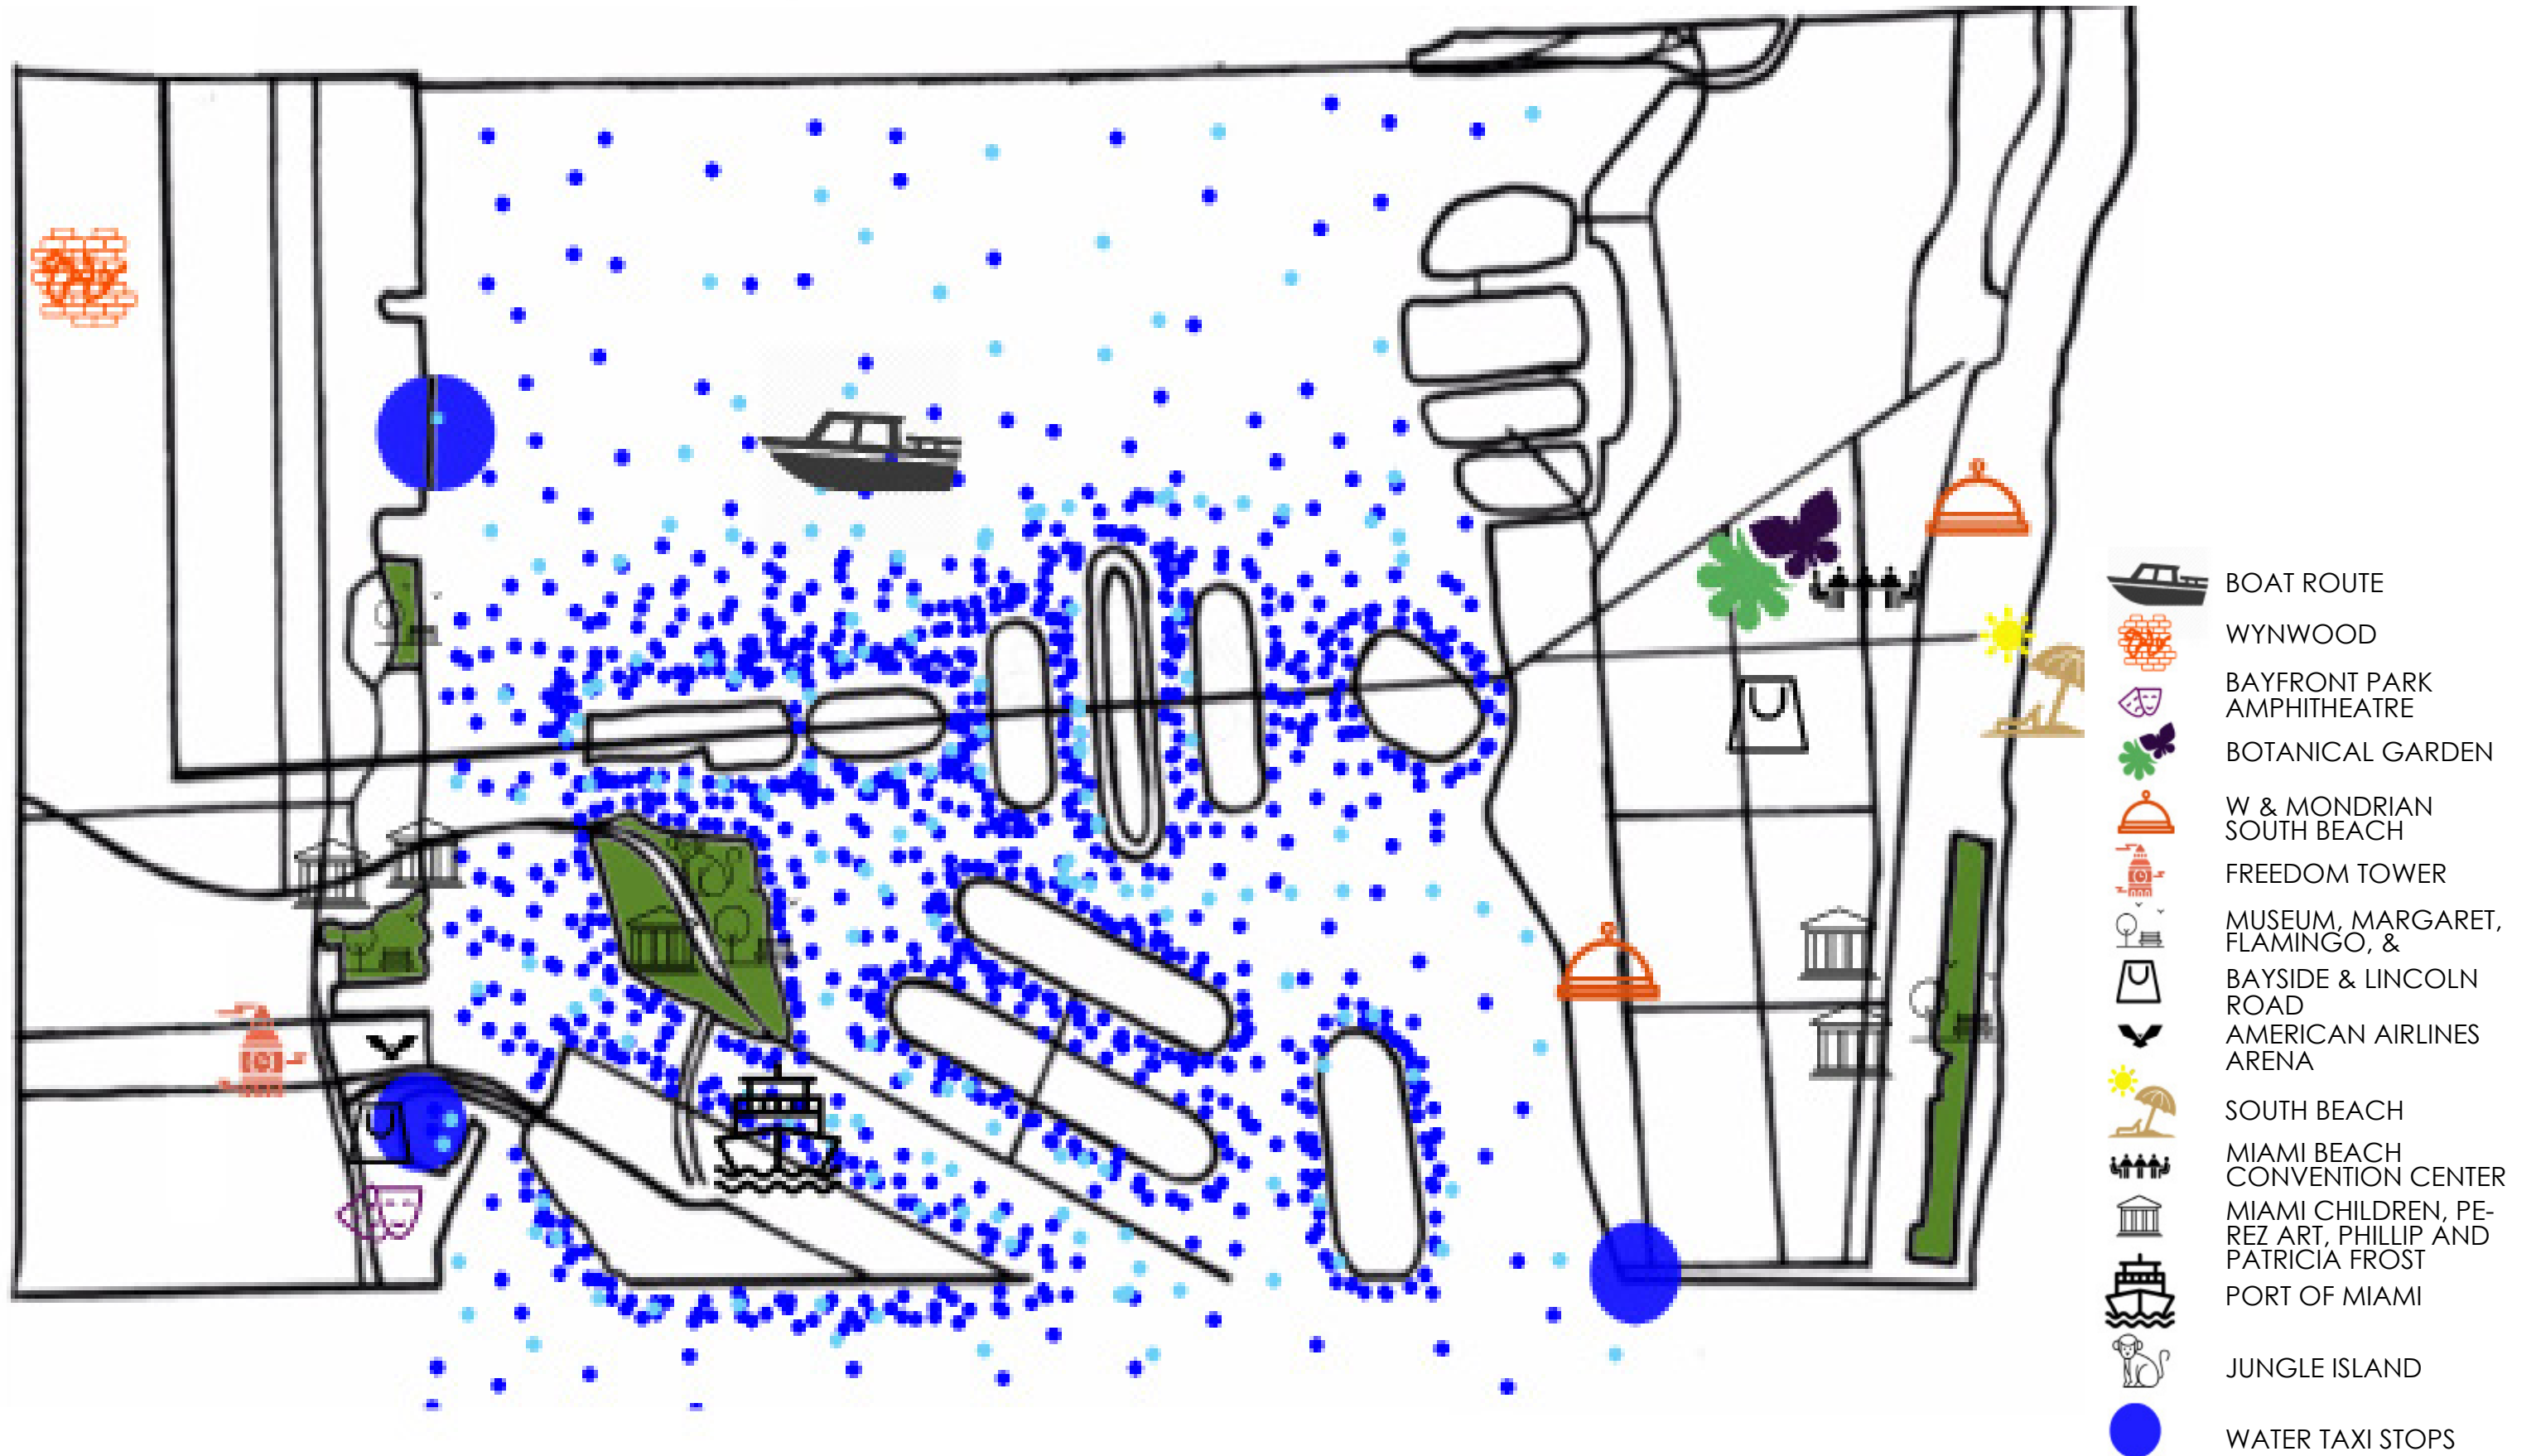 BOAT ROUTE
WYNWOOD
BAYFRONT PARK
AMPHITHEATRE
BOTANICAL GARDEN
W & MONDRIAN
SOUTH BEACH
FREEDOM TOWER
MUSEUM, MARGARET,
FLAMINGO, &
BAYSIDE & LINCOLN
ROAD
AMERICAN AIRLINES
ARENA
SOUTH BEACH
MIAMI BEACH
CONVENTION CENTER
MIAMI CHILDREN, PE-
REZ ART, PHILLIP AND
PATRICIA FROST
PORT OF MIAMI
JUNGLE ISLAND
WATER TAXI STOPS